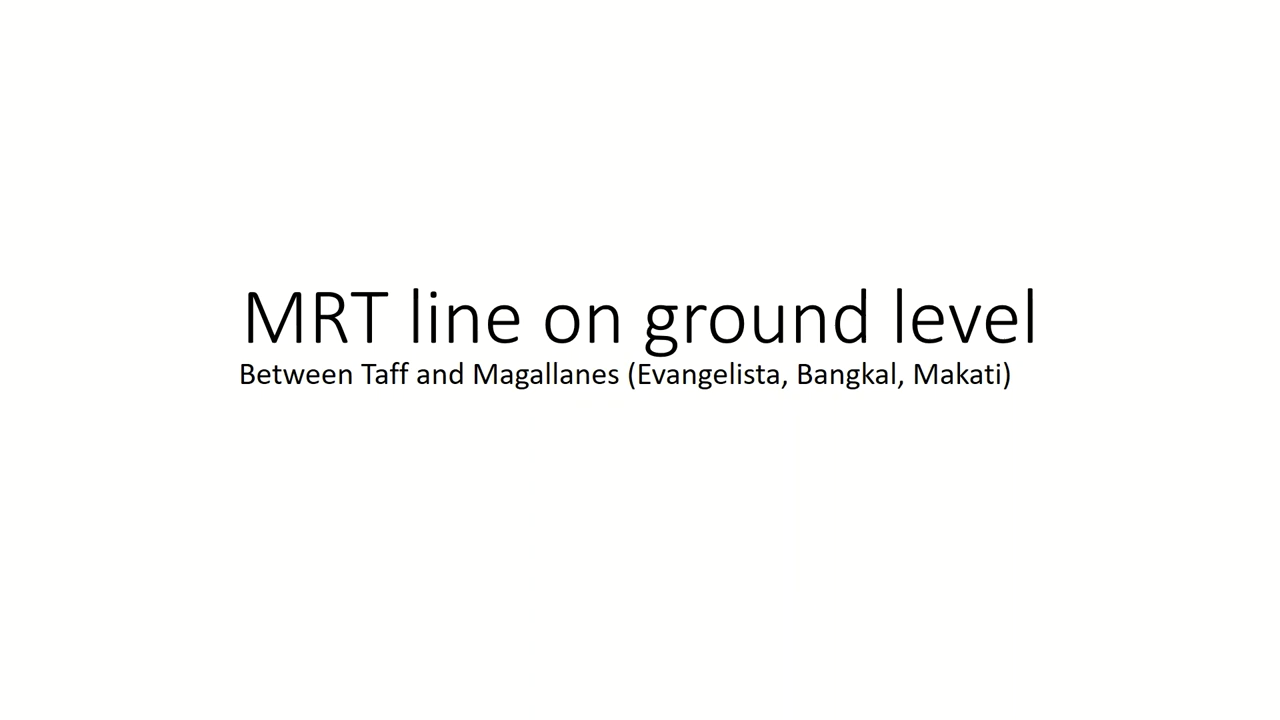 MRT line on ground level
Between Taff and Magallanes (Evangelista, Bangkal, Makati)